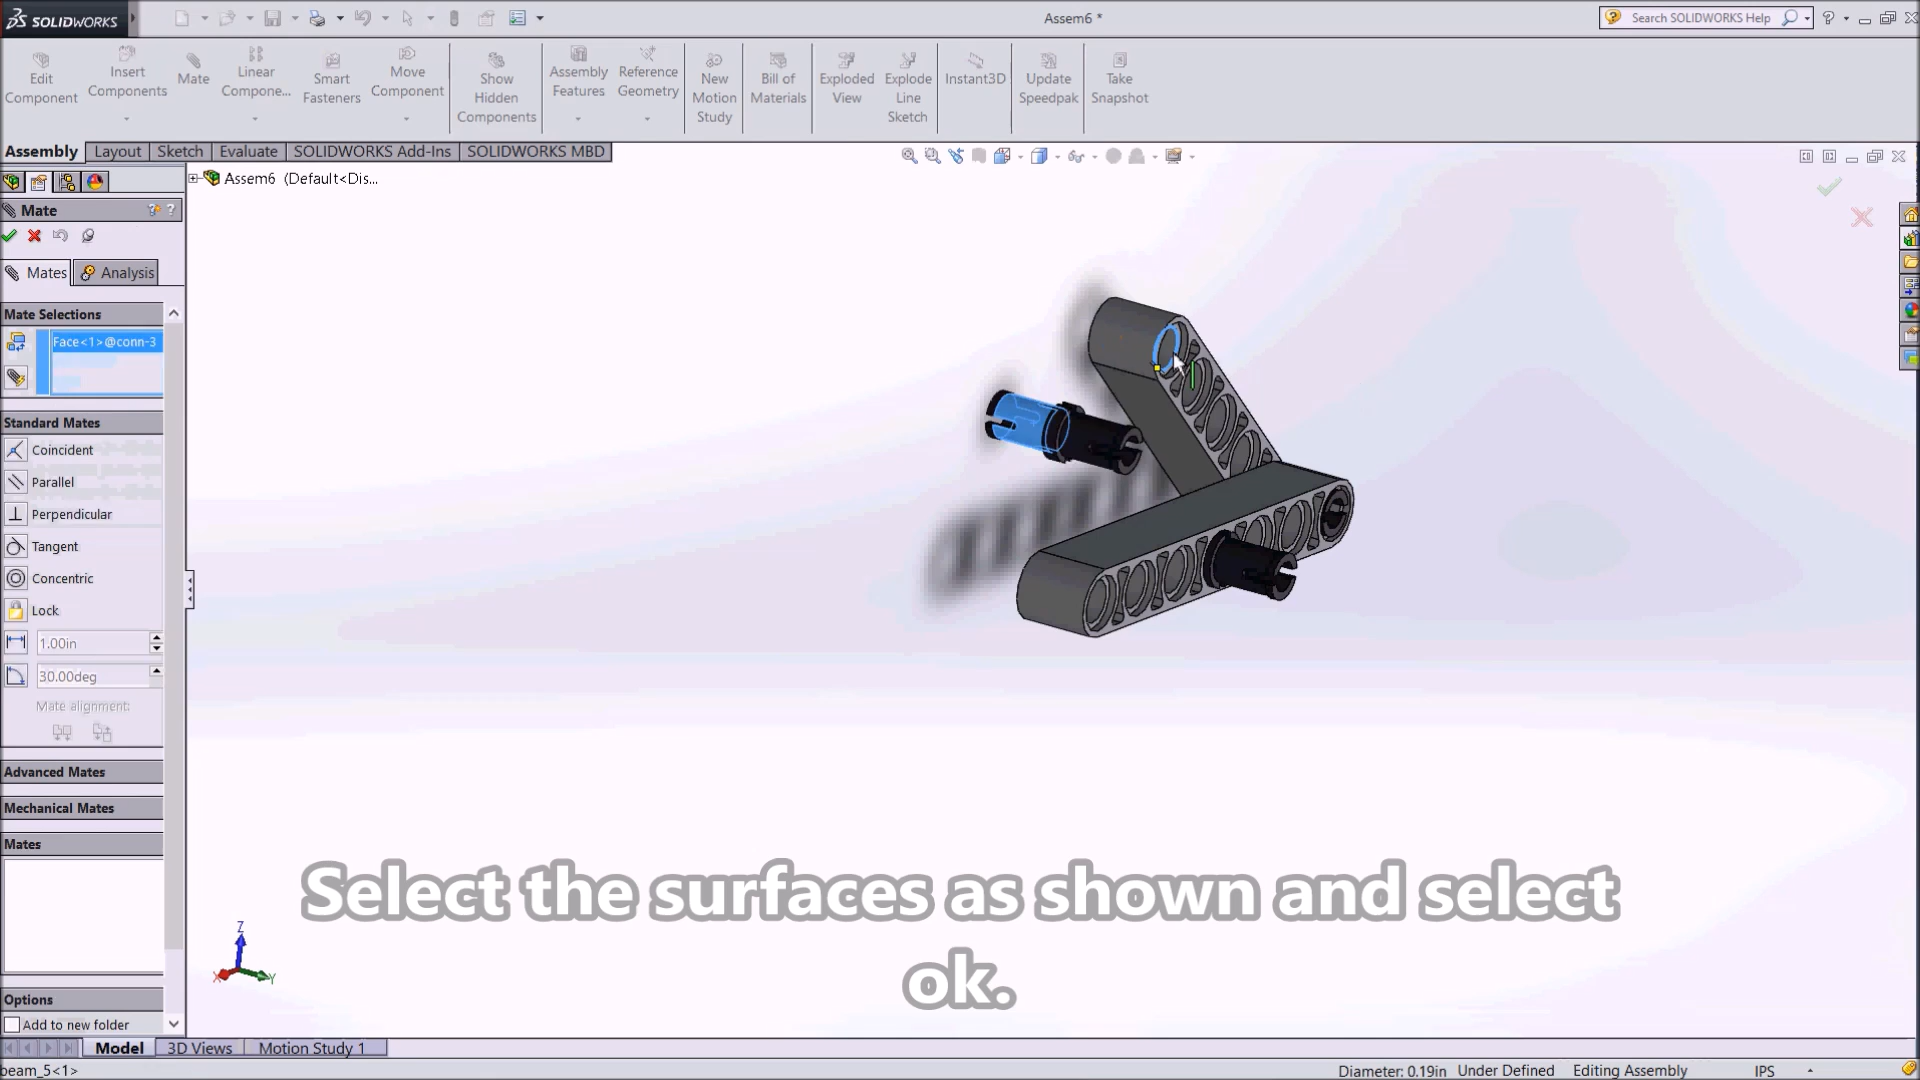 SOLIDWORKS
Assem6 *
Search SOLIDWORKS Help
Edit Component
Insert Components
Mate
Linear Compone...
Smart Fasteners
Move Component
Show Hidden Components
Assembly Features
Reference Geometry
New Motion Study
Bill of Materials
Exploded View
Explode Line Sketch
Instant3D
Update Speedpak
Take Snapshot
Assembly
Layout
Sketch
Evaluate
SOLIDWORKS Add-Ins
SOLIDWORKS MBD
Assem6 (Default<Dis...
Mate
Mates
Analysis
Mate Selections
Face<1>@conn-3
Standard Mates
Coincident
Parallel
Perpendicular
Tangent
Concentric
Lock
1.00in
30.00deg
Mate alignment:
Advanced Mates
Mechanical Mates
Mates
Options
Add to new folder
Select the surfaces as shown and select
ok.
Z
X
Y
Model
3D Views
Motion Study 1
beam_5<1>
Diameter: 0.19in
Under Defined
Editing Assembly
IPS